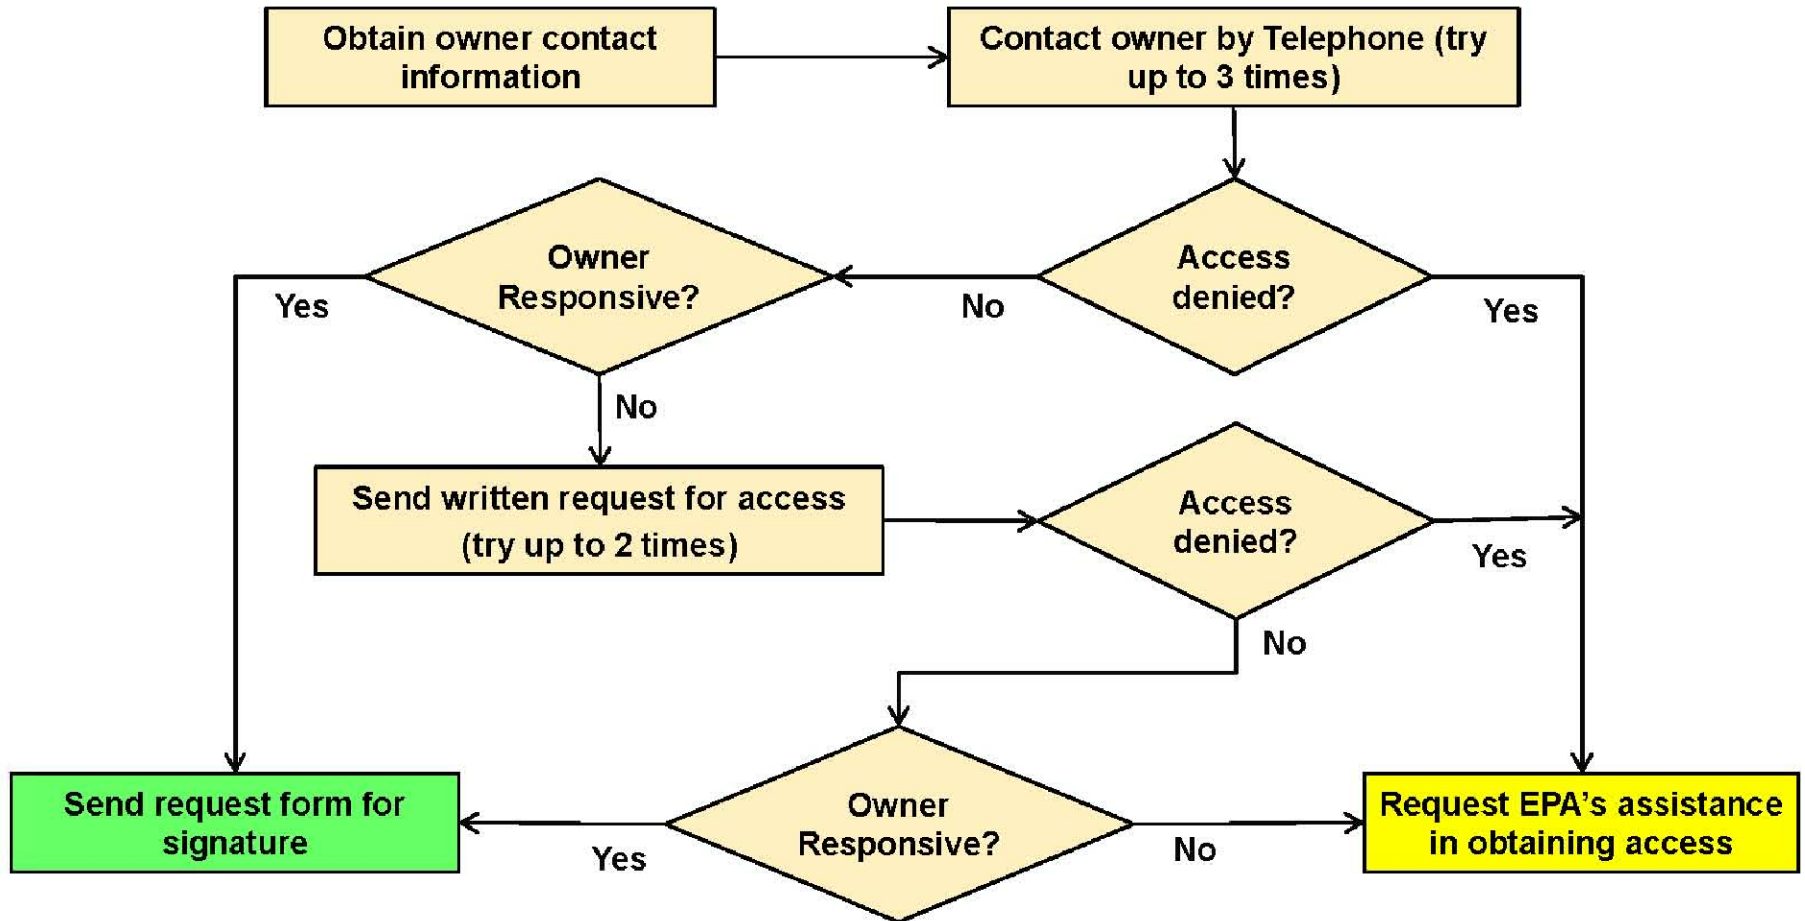 Obtain owner contact
information
Contact owner by Telephone (try
up to 3 times)
Owner
Responsive?
Access
denied?
Yes
No
Yes
No
Send written request for access
(try up to 2 times)
Access
denied?
Yes
No
Send request form for
signature
Owner
Responsive?
Request EPA's assistance
in obtaining access
Yes
No